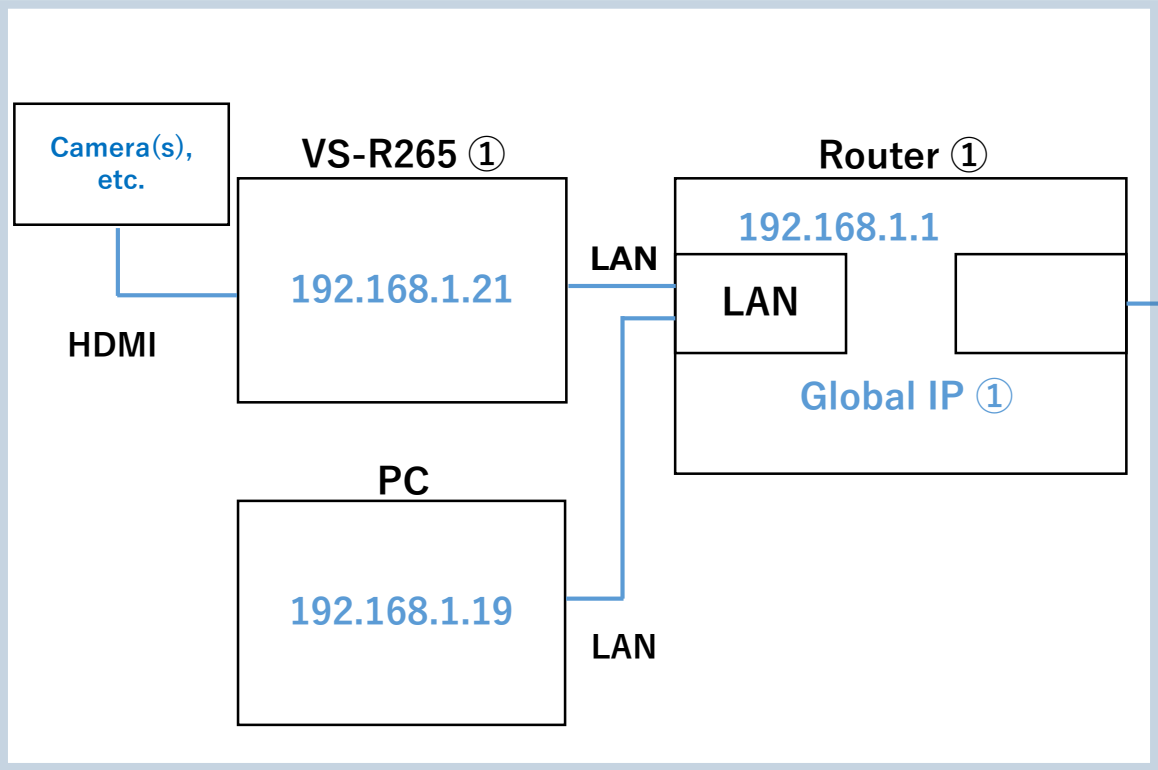 Camera(s),
etc.
VS-R265 ①
Router ①
192.168.1.1
192.168.1.21
LAN
LAN
HDMI
Global IP ①
PC
192.168.1.19
LAN